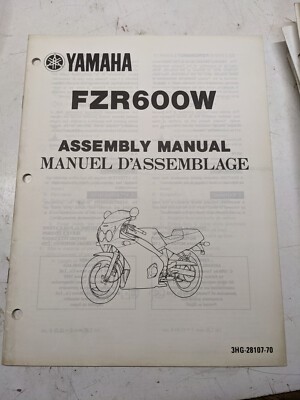 YAMAHA
FZR600W
ASSEMBLY MANUAL
MANUEL D'ASSEMBLAGE
3HG-28107-70